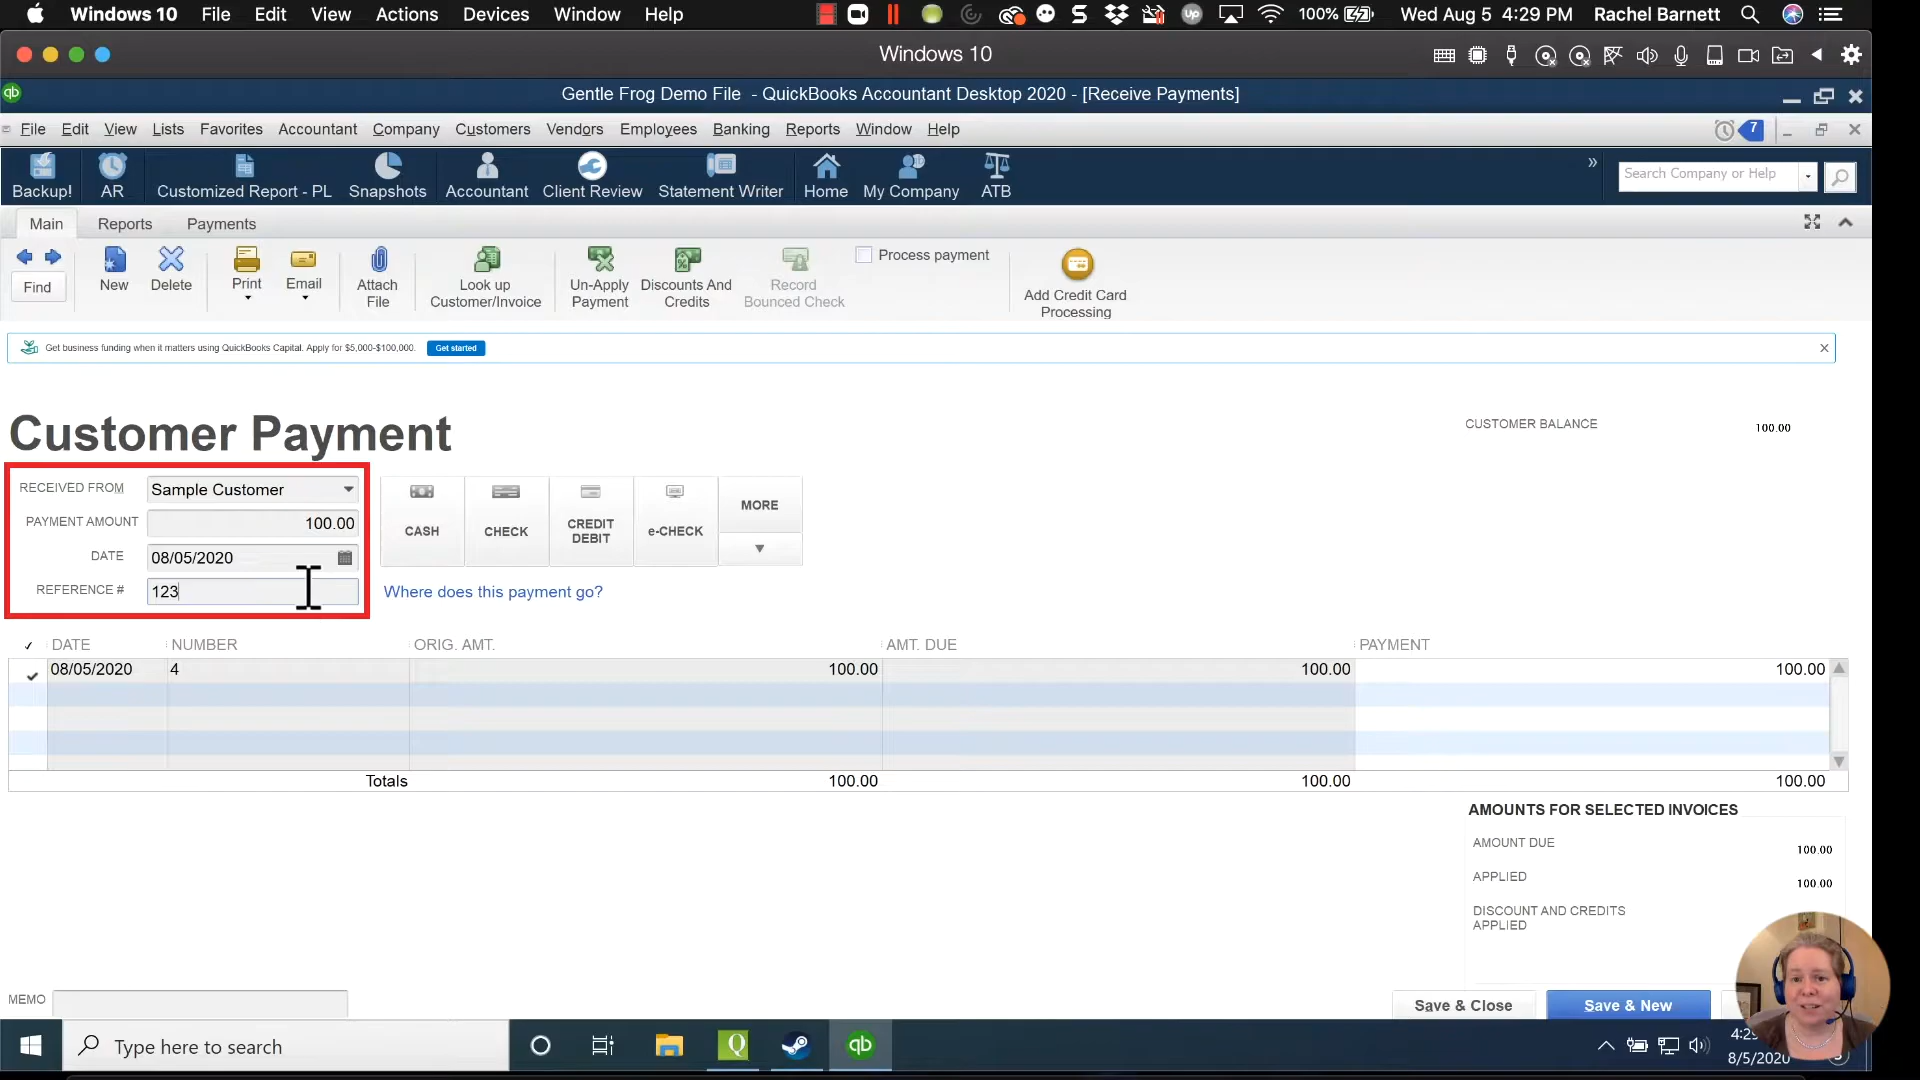 Windows 10 File Edit View Actions Devices Window Help 100% Wed Aug 5 4:29 PM Rachel Barnett
Windows 10
Gentle Frog Demo File - QuickBooks Accountant Desktop 2020 - [Receive Payments]
File Edit View Lists Favorites Accountant Company Customers Vendors Employees Banking Reports Window Help 7
Backup! AR Customized Report - PL Snapshots Accountant Client Review Statement Writer Home My Company ATB » Search Company or Help
Main Reports Payments
Find New Delete Print Email Attach File Look up Customer/Invoice Un-Apply Payment Discounts And Credits Record Bounced Check Process payment Add Credit Card Processing
Get business funding when it matters using QuickBooks Capital. Apply for $5,000-$100,000. Get started
Customer Payment
CUSTOMER BALANCE 100.00
RECEIVED FROM Sample Customer
PAYMENT AMOUNT 100.00
DATE 08/05/2020
REFERENCE # 123
CASH CHECK CREDIT DEBIT e-CHECK MORE
Where does this payment go?
DATE NUMBER ORIG. AMT. AMT. DUE PAYMENT
08/05/2020 4 100.00 100.00 100.00
Totals 100.00 100.00 100.00
AMOUNTS FOR SELECTED INVOICES
AMOUNT DUE 100.00
APPLIED 100.00
DISCOUNT AND CREDITS APPLIED
MEMO
Save & Close Save & New
Type here to search
8/5/2020